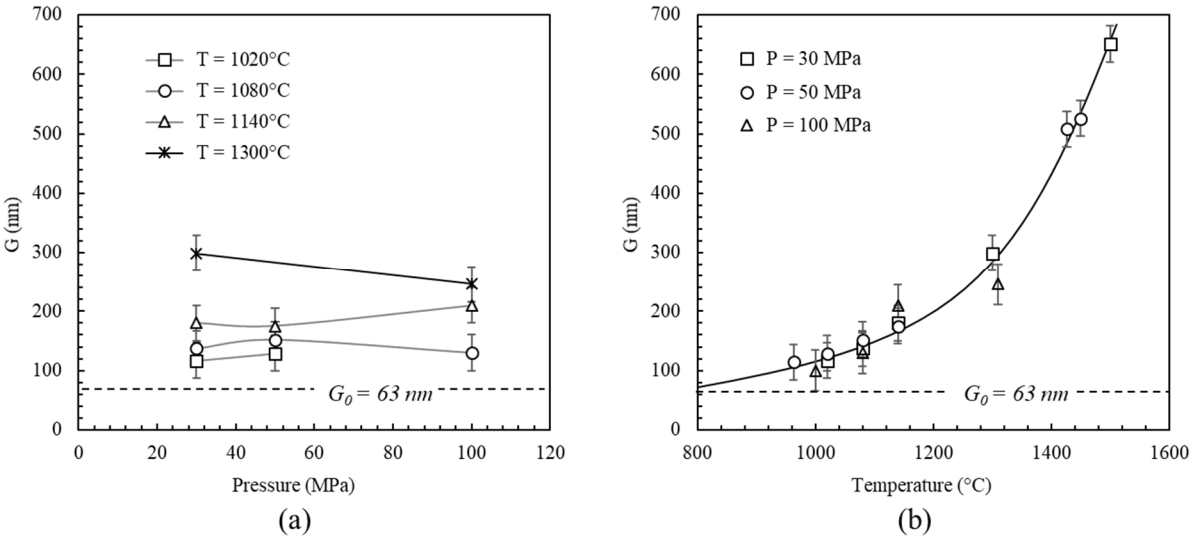 700
600
500
400
300
200
100
0
G (nm)
T = 1020°C
T = 1080°C
T = 1140°C
T = 1300°C
G0 = 63 nm
0 20 40 60 80 100 120
Pressure (MPa)
(a)
700
600
500
400
300
200
100
0
G (nm)
P = 30 MPa
P = 50 MPa
P = 100 MPa
G0 = 63 nm
800 1000 1200 1400 1600
Temperature (°C)
(b)